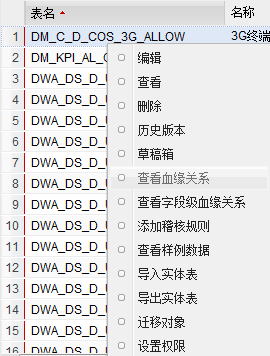 表名 名称
1 DM_C_D_COS_3G_ALLOW 3G终端
2 DM_KPI_AL_C
编辑
3 DWA_DS_D_
查看
4 DWA_DS_D_
5 DWA_DS_D_
删除
6 DWA_DS_D_
历史版本
草稿箱
7 DWA_DS_D_
查看血缘关系
8 DWA_DS_D_
9 DWA_DS_D_
查看字段级血缘关系
10 DWA_DS_D_
添加稽核规则
11 DWA_DS_D_
查看样例数据
12 DWA_DS_D_
导入实体表
13 DWA_DS_D_
导出实体表
14 DWA_DS_D_
迁移对象
15 DWA_DS_D_
设置权限
16 DWA_DS_D_